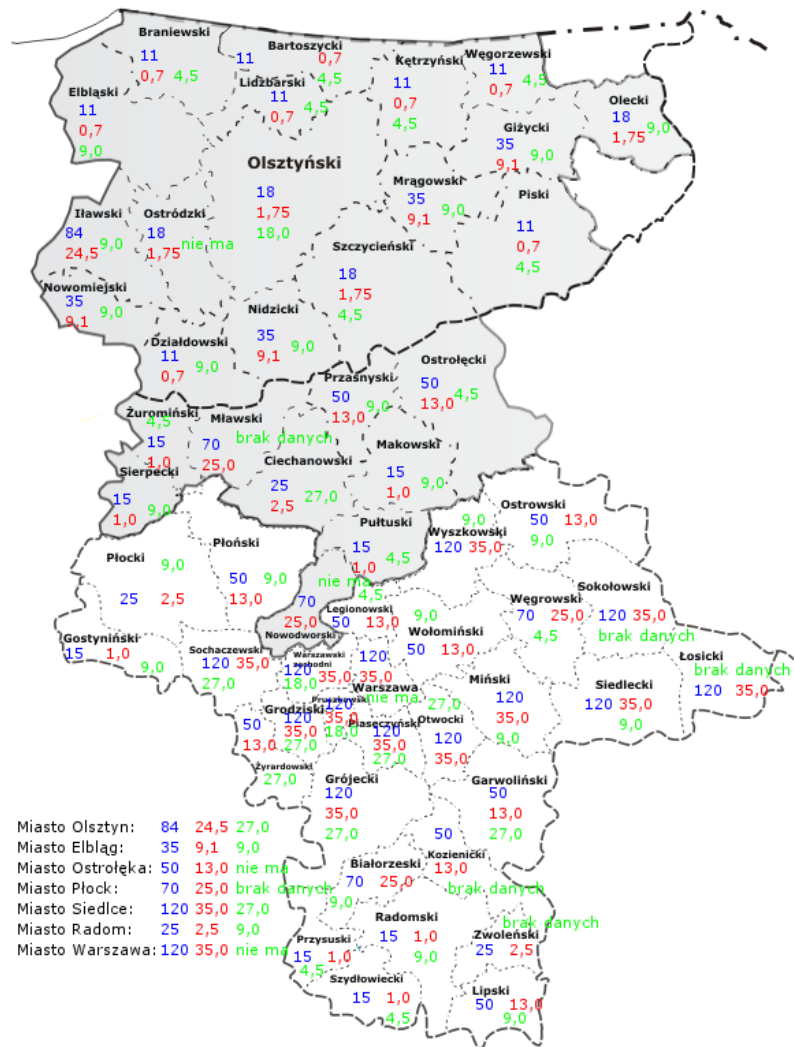 Braniewski
11
0,7 4,5
Bartoszycki
11 0,7
4,5
Lidzbarski
11 4,5
0,7
Kętrzyński
11
0,7
4,5
Węgorzewski
11 4,5
0,7
Elbląski
11
0,7
9,0
Olecki
18 9,0
1,75
Giżycki
35 9,0
9,1
Olsztyński
18
1,75
18,0
Mrągowski
35 9,0
9,1
Piski
11
0,7
4,5
Iławski
84 9,0
24,5
Ostródzki
18 nie ma
1,75
Szczycieński
18
1,75
4,5
Nowomiejski
35 9,0
9,1
Nidzicki
35 9,0
9,1
Działdowski
11 9,0
0,7
Ostrołęcki
50 4,5
13,0
Przasnyski
50 9,0
13,0
Żuromiński
4,5
15
1,0
Mławski
70 brak danych
25,0
Makowski
15 9,0
1,0
Ciechanowski
25 27,0
2,5
Sierpecki
15 9,0
1,0
Pułtuski
15 4,5
1,0
Ostrowski
50 13,0
9,0
9,0
Wyszkowski
120 35,0
Płocki
9,0
25 2,5
Płoński
50 9,0
13,0
nie ma
70
25,0
Nowodworski
4,5
Legionowski
50 13,0
Węgrowski
70 25,0
4,5
Sokołowski
120 35,0
brak danych
9,0
Wołomiński
50 13,0
Gostyniński
15 1,0
9,0
Sochaczewski
120 35,0
27,0
Warszawski
zachodni
120 35,0
18,0
120
35,0
Warszawa
nie ma
Łosicki
brak danych
120 35,0
Siedlecki
120 35,0
9,0
Miński
120
35,0
9,0
Pruszkowski
120 35,0
18,0
Grodziski
120
35,0
27,0
Piaseczyński
120
35,0
27,0
27,0
Otwocki
120
35,0
50
13,0
Żyrardowski
27,0
Grójecki
120
35,0
27,0
Garwoliński
50
13,0
27,0
50
Kozienicki
13,0
brak danych
Białorzeski
70 25,0
9,0
Radomski
15 1,0
9,0
brak danych
Zwoleński
25 2,5
Przysuski
15 1,0
4,5
Szydłowiecki
15 1,0
4,5
Lipski
50 13,0
9,0
Miasto Olsztyn: 84 24,5 27,0
Miasto Elbląg: 35 9,1 9,0
Miasto Ostrołęka: 50 13,0 nie ma
Miasto Płock: 70 25,0 brak danych
Miasto Siedlce: 120 35,0 27,0
Miasto Radom: 25 2,5 9,0
Miasto Warszawa: 120 35,0 nie ma